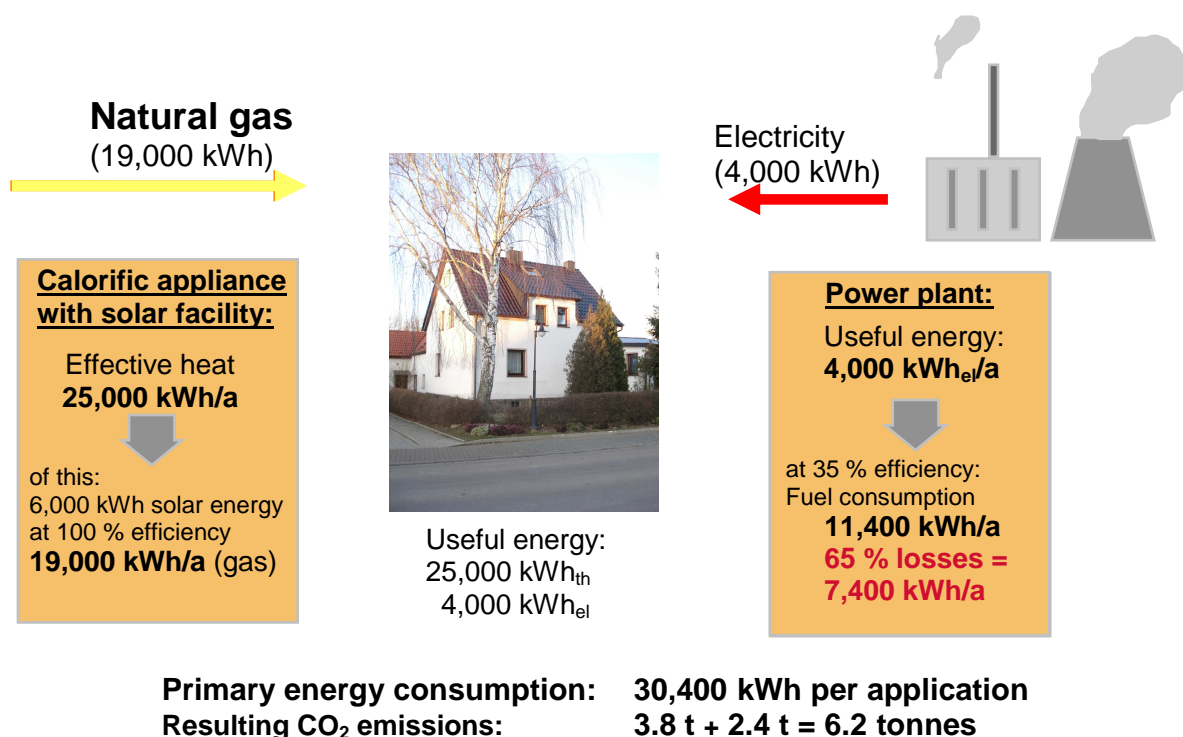 Natural gas
(19,000 kWh)
Electricity
(4,000 kWh)
Calorific appliance
with solar facility:
Effective heat
25,000 kWh/a
of this:
6,000 kWh solar energy
at 100 % efficiency
19,000 kWh/a (gas)
Useful energy:
25,000 kWhth
4,000 kWhel
Power plant:
Useful energy:
4,000 kWhel/a
at 35 % efficiency:
Fuel consumption
11,400 kWh/a
65 % losses =
7,400 kWh/a
Primary energy consumption: 30,400 kWh per application
Resulting CO2 emissions: 3.8 t + 2.4 t = 6.2 tonnes